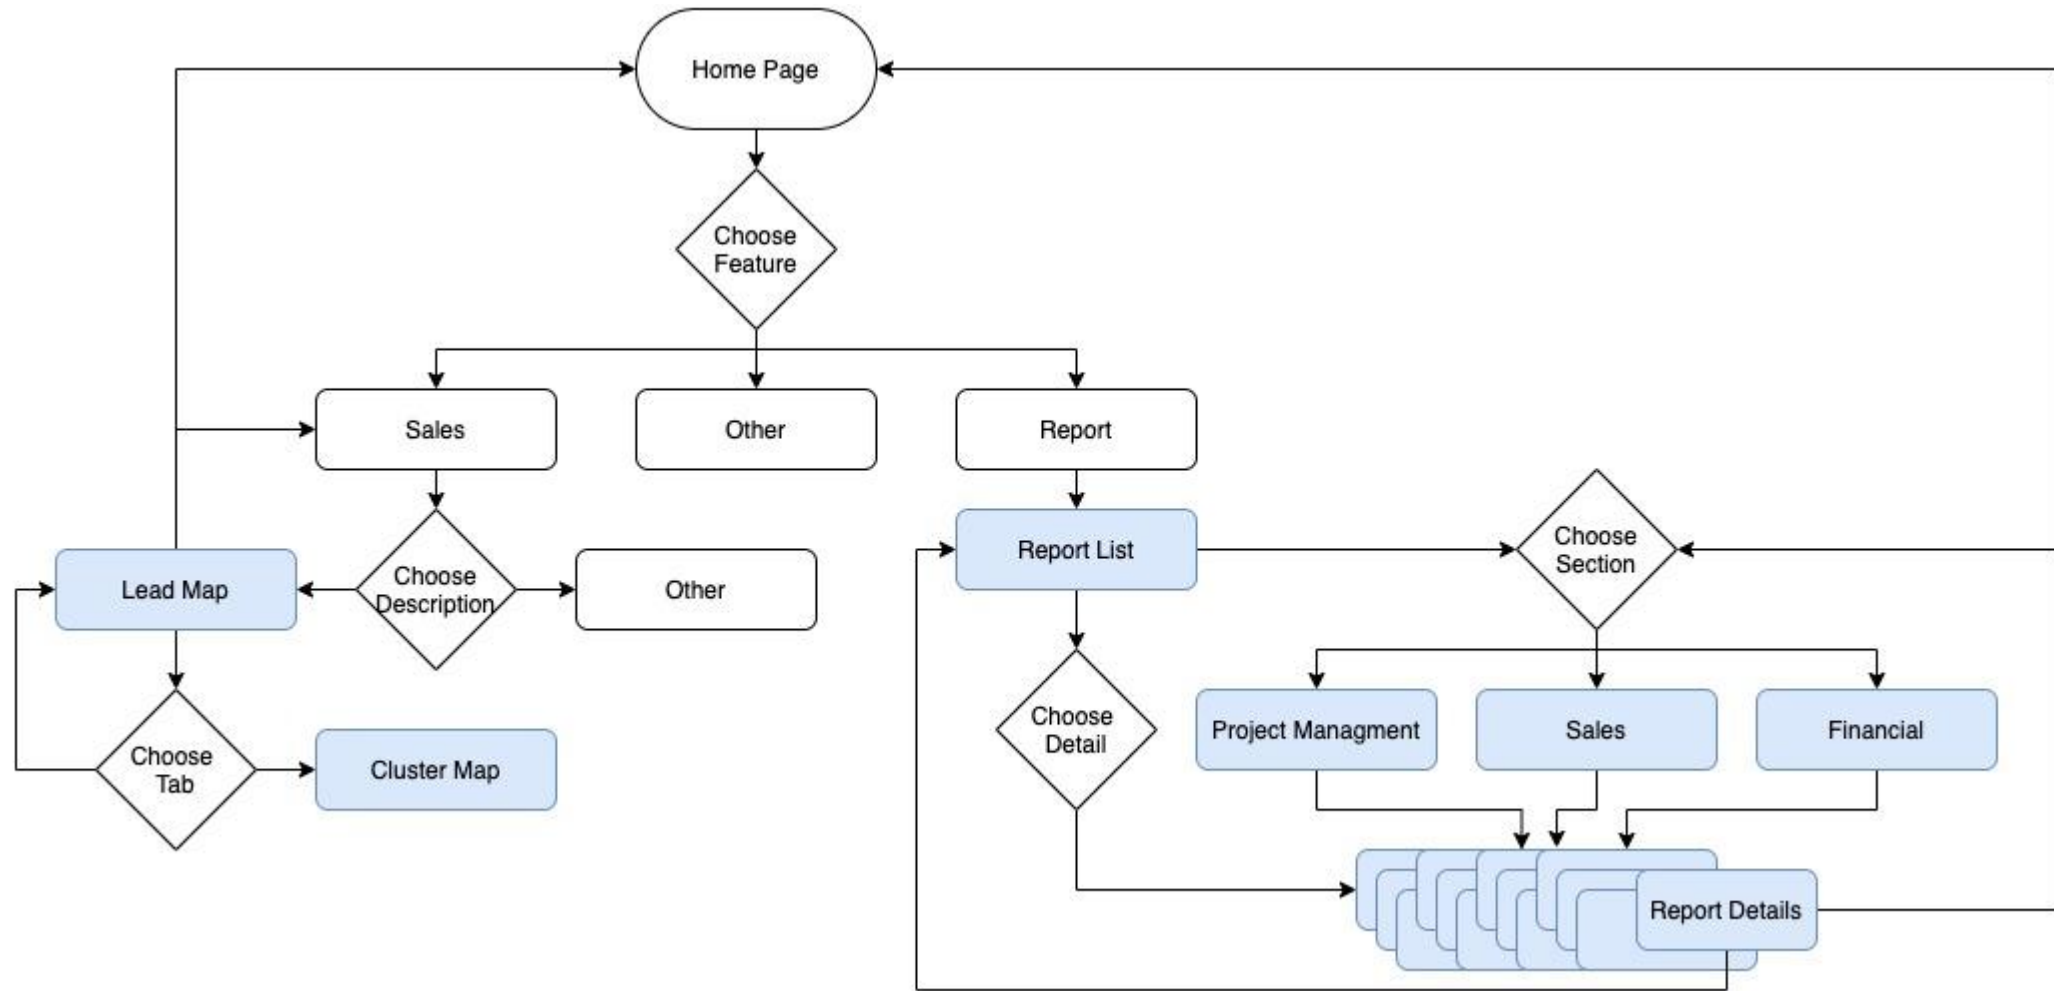 Home Page
Choose
Feature
Sales
Other
Report
Report List
Choose
Section
Lead Map
Choose
Description
Other
Choose
Detail
Project Managment
Sales
Financial
Choose
Tab
Cluster Map
Report Details